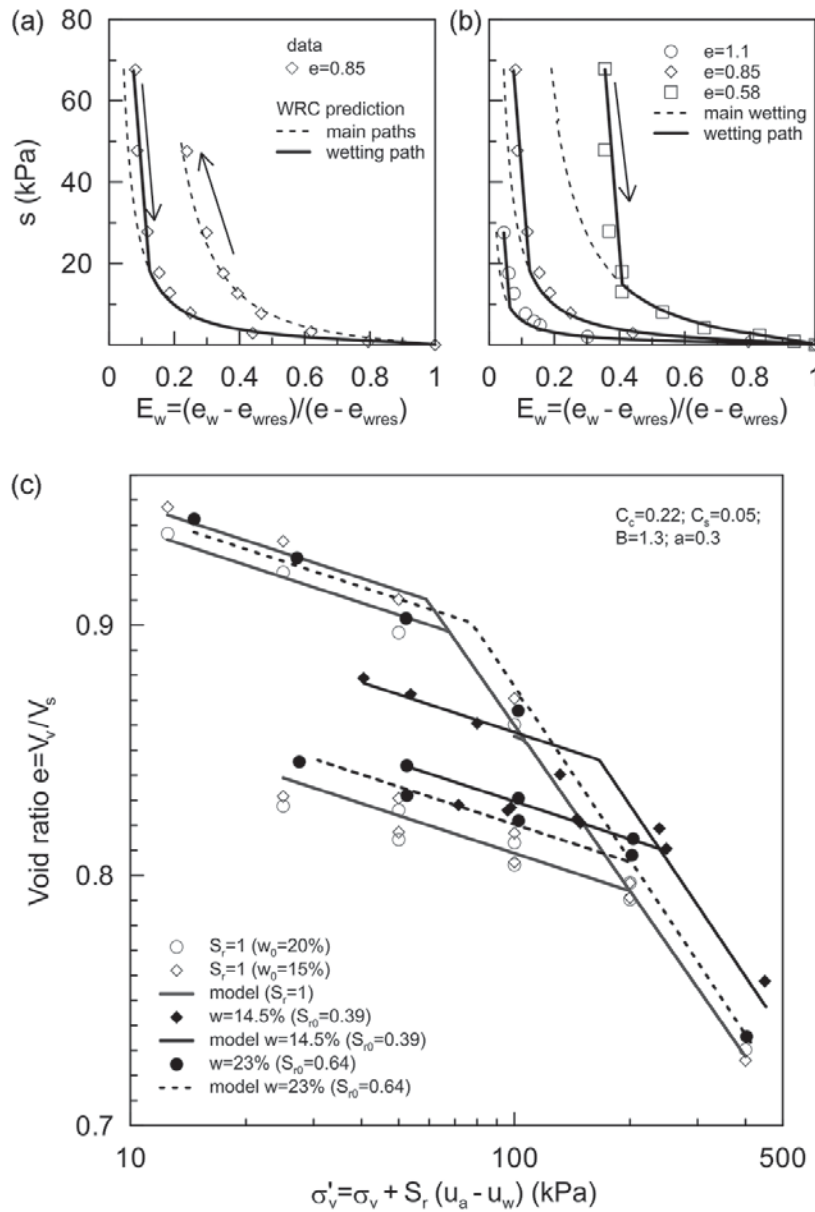 (a)
(b)
80
60
40
20
s (kPa)
data
e=0.85
WRC prediction
main paths
wetting path
e=1.1
e=0.85
e=0.58
main wetting
wetting path
0 0.2 0.4 0.6 0.8 1
0 0.2 0.4 0.6 0.8 1
E_w=(e_w - e_wres)/(e - e_wres)
E_w=(e_w - e_wres)/(e - e_wres)
(c)
C_c=0.22; C_s=0.05;
B=1.3; a=0.3
0.9
0.8
0.7
Void ratio e=V_v/V_s
S_r=1 (w_0=20%)
S_r=1 (w_0=15%)
model (S_r=1)
w=14.5% (S_r0=0.39)
model w=14.5% (S_r0=0.39)
w=23% (S_r0=0.64)
model w=23% (S_r0=0.64)
10 100 500
σ'_v=σ_v + S_r (u_a - u_w) (kPa)